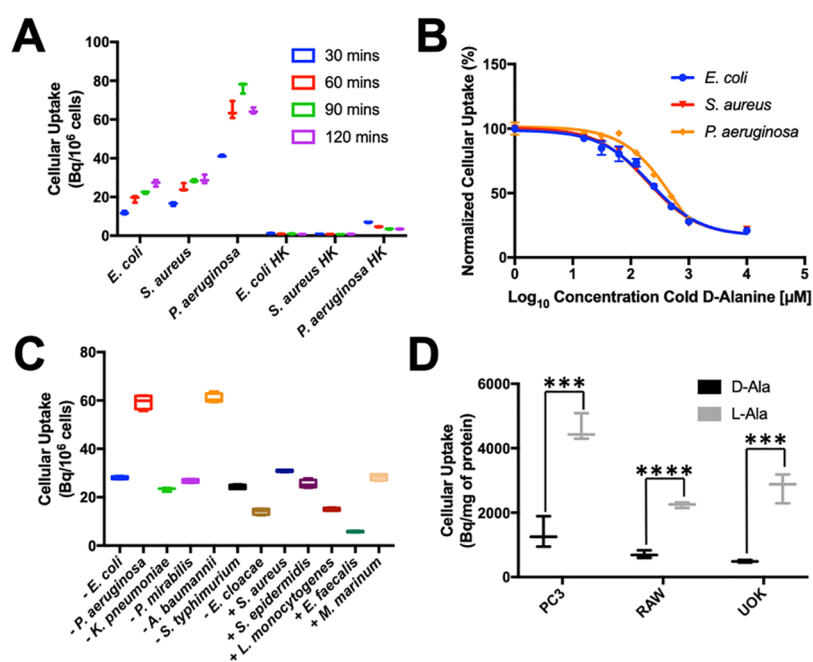 A
Cellular Uptake
(Bq/10⁶ cells)
100
80
60
40
20
0
30 mins
60 mins
90 mins
120 mins
E. coli
S. aureus
P. aeruginosa
E. coli HK
S. aureus HK
P. aeruginosa HK
B
Normalized Cellular Uptake (%)
150
100
50
0
E. coli
S. aureus
P. aeruginosa
0
1
2
3
4
5
Log₁₀ Concentration Cold D-Alanine [µM]
C
Cellular Uptake
(Bq/10⁶ cells)
80
60
40
20
0
- E. coli
- P. aeruginosa
- K. pneumoniae
- P. mirabilis
- A. baumannii
- S. typhimurium
- E. cloacae
+ S. aureus
+ S. epidermidis
+ L. monocytogenes
+ E. faecalis
+ M. marinum
D
Cellular Uptake
(Bq/mg of protein)
6000
4000
2000
0
D-Ala
L-Ala
***
****
***
PC3
RAW
UOK